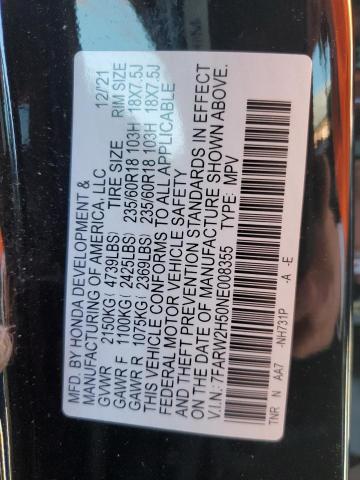 MFD. BY HONDA DEVELOPMENT & 12/21
MANUFACTURING OF AMERICA, LLC
TIRE SIZE RIM SIZE
GVWR 2150KG( 4739LBS)
GAWR F 1100KG( 2425LBS) 235/60R18 103H 18X7.5J
GAWR R 1075KG( 2369LBS) 235/60R18 103H 18X7.5J
THIS VEHICLE CONFORMS TO ALL APPLICABLE
FEDERAL MOTOR VEHICLE SAFETY
AND THEFT PREVENTION STANDARDS IN EFFECT
ON THE DATE OF MANUFACTURE SHOWN ABOVE.
V.I.N.: 7FARW2H50NE008355 TYPE: MPV
TNR N AA7 -NH731P -A -E